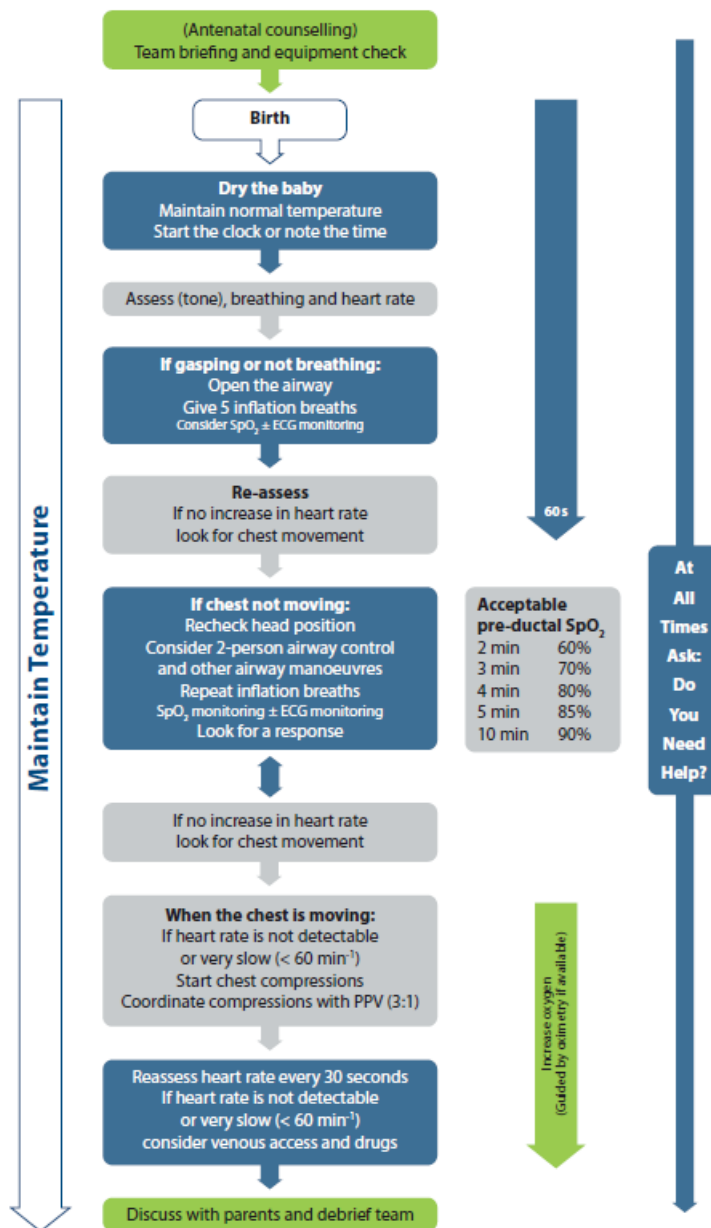 (Antenatal counselling)
Team briefing and equipment check
Birth
Dry the baby
Maintain normal temperature
Start the clock or note the time
Assess (tone), breathing and heart rate
If gasping or not breathing:
Open the airway
Give 5 inflation breaths
Consider SpO₂ ± ECG monitoring
Re-assess
If no increase in heart rate
look for chest movement
If chest not moving:
Recheck head position
Consider 2-person airway control
and other airway manoeuvres
Repeat inflation breaths
SpO₂ monitoring ± ECG monitoring
Look for a response
If no increase in heart rate
look for chest movement
When the chest is moving:
If heart rate is not detectable
or very slow (< 60 min⁻¹)
Start chest compressions
Coordinate compressions with PPV (3:1)
Reassess heart rate every 30 seconds
If heart rate is not detectable
or very slow (< 60 min⁻¹)
consider venous access and drugs
Discuss with parents and debrief team
Maintain Temperature
60 s
Acceptable
pre-ductal SpO₂
2 min 60%
3 min 70%
4 min 80%
5 min 85%
10 min 90%
Increase oxygen
(Guided by oximetry if available)
At
All
Times
Ask:
Do
You
Need
Help?